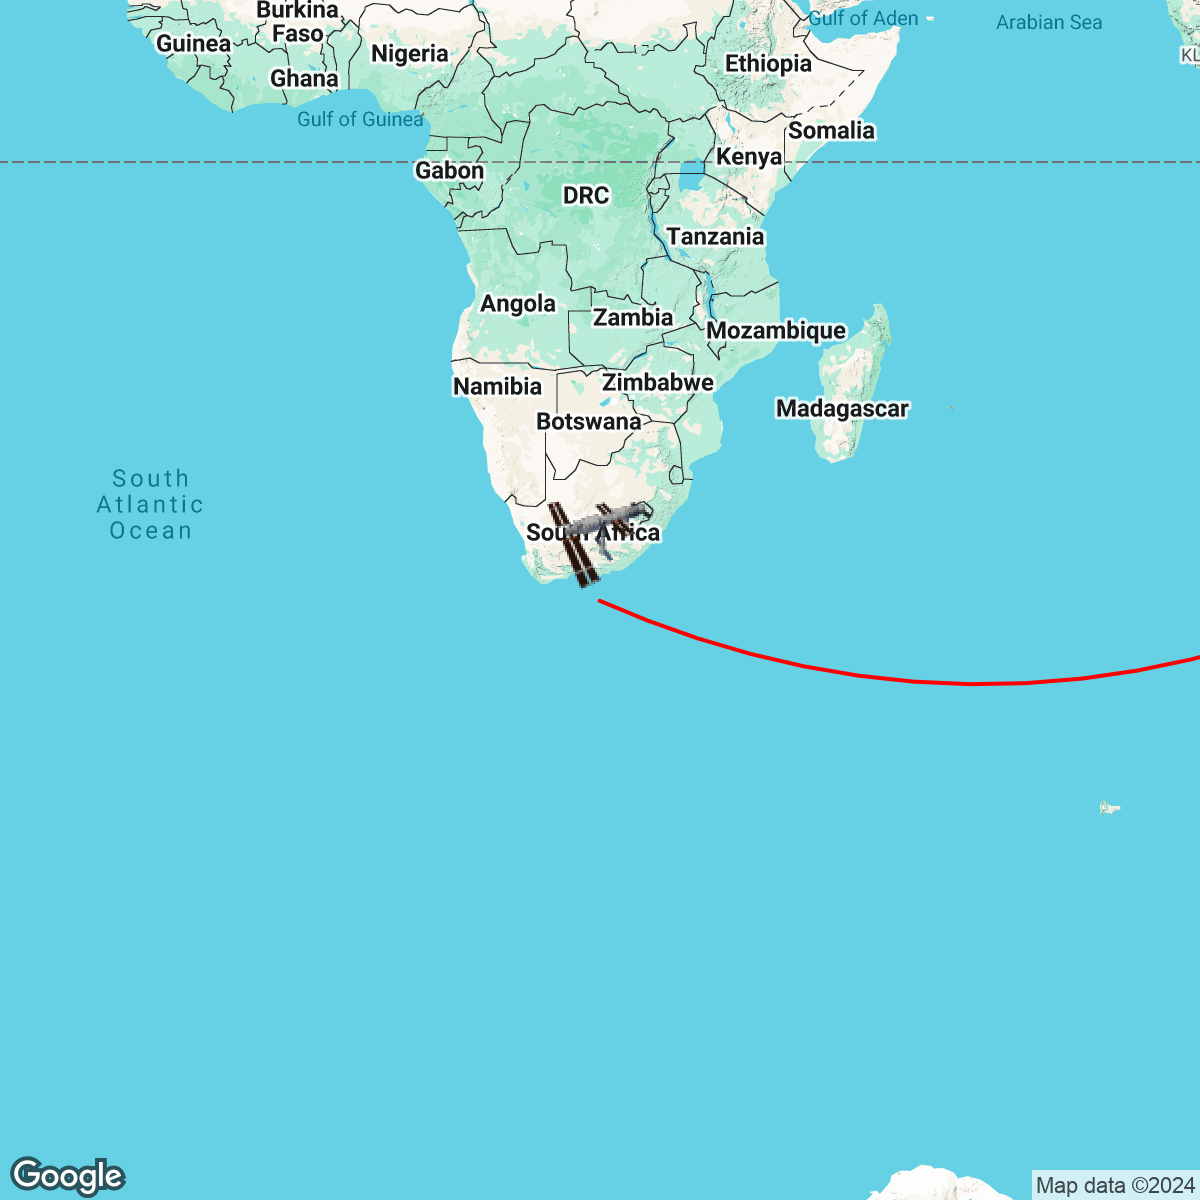 Burkina
Faso
Gulf of Aden
Arabian Sea
Guinea
Nigeria
Ethiopia
KL
Ghana
Gulf of Guinea
Somalia
Kenya
Gabon
DRC
Tanzania
Angola
Zambia
Mozambique
Namibia
Zimbabwe
Botswana
Madagascar
South
Atlantic
Ocean
South Africa
Google
Map data ©2024